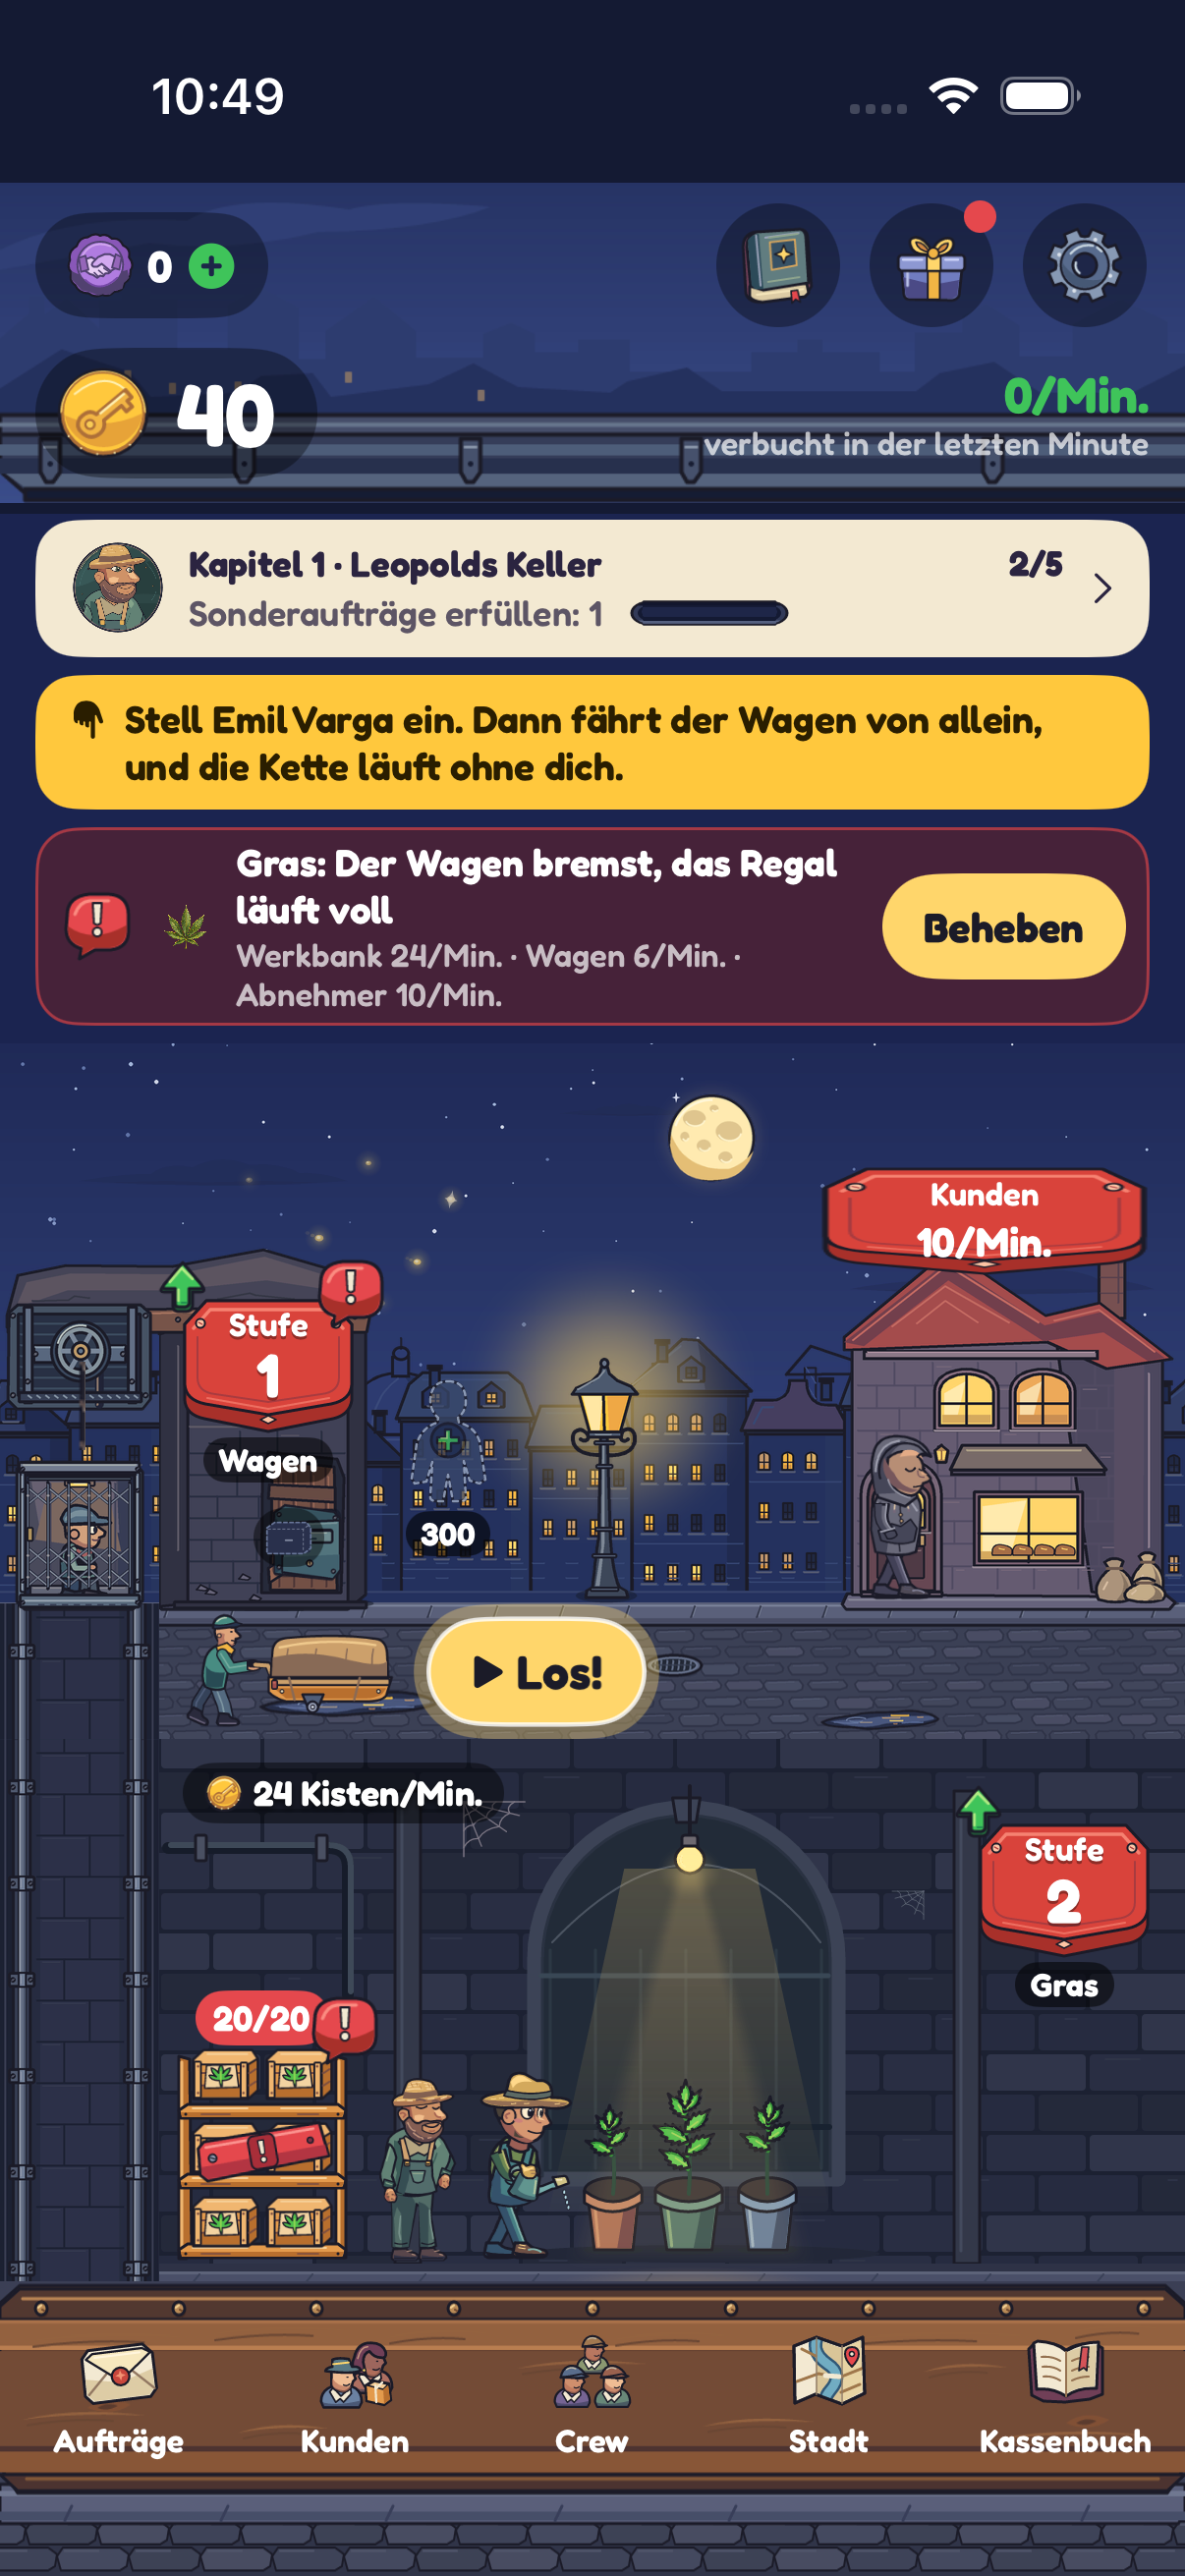 10:49
0
40
0/Min.
verbucht in der letzten Minute
Kapitel 1 · Leopolds Keller
2/5
Sonderaufträge erfüllen: 1
Stell Emil Varga ein. Dann fährt der Wagen von allein,
und die Kette läuft ohne dich.
Gras: Der Wagen bremst, das Regal
läuft voll
Werkbank 24/Min. · Wagen 6/Min. ·
Abnehmer 10/Min.
Beheben
Kunden
10/Min.
Stufe
1
Wagen
300
Los!
24 Kisten/Min.
Stufe
2
Gras
20/20
Aufträge
Kunden
Crew
Stadt
Kassenbuch